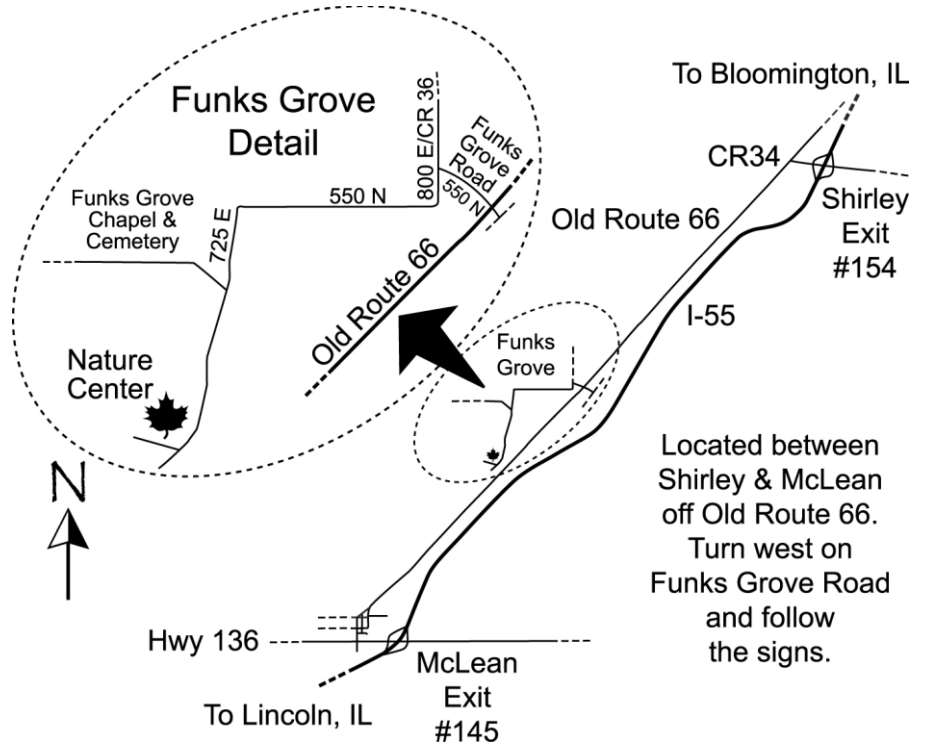 To Bloomington, IL
Funks Grove
Detail
800 E/CR 36
Funks
Grove
Road
550 N
550 N
725 E
Funks Grove
Chapel &
Cemetery
Old Route 66
Nature
Center
N
CR34
Shirley
Exit
#154
Old Route 66
I-55
Funks
Grove
Located between
Shirley & McLean
off Old Route 66.
Turn west on
Funks Grove Road
and follow
the signs.
Hwy 136
McLean
Exit
#145
To Lincoln, IL